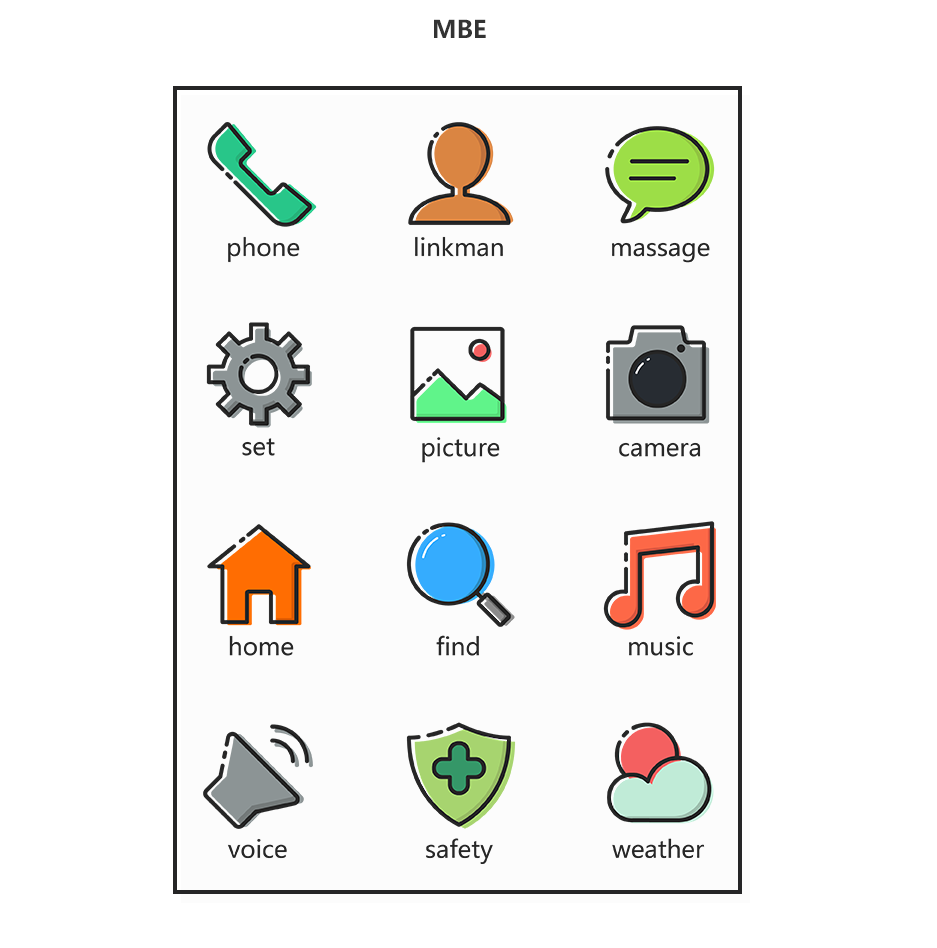 MBE
phone linkman massage
set picture camera
home find music
voice safety weather